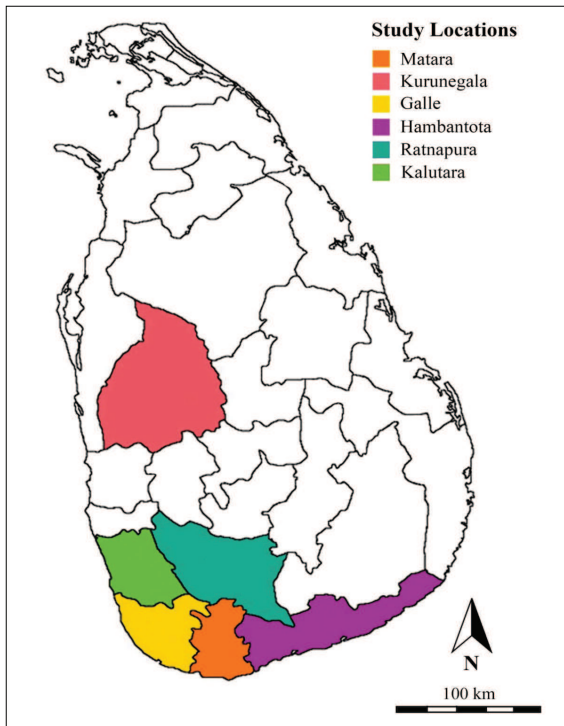 Study Locations
Matara
Kurunegala
Galle
Hambantota
Ratnapura
Kalutara
N
100 km